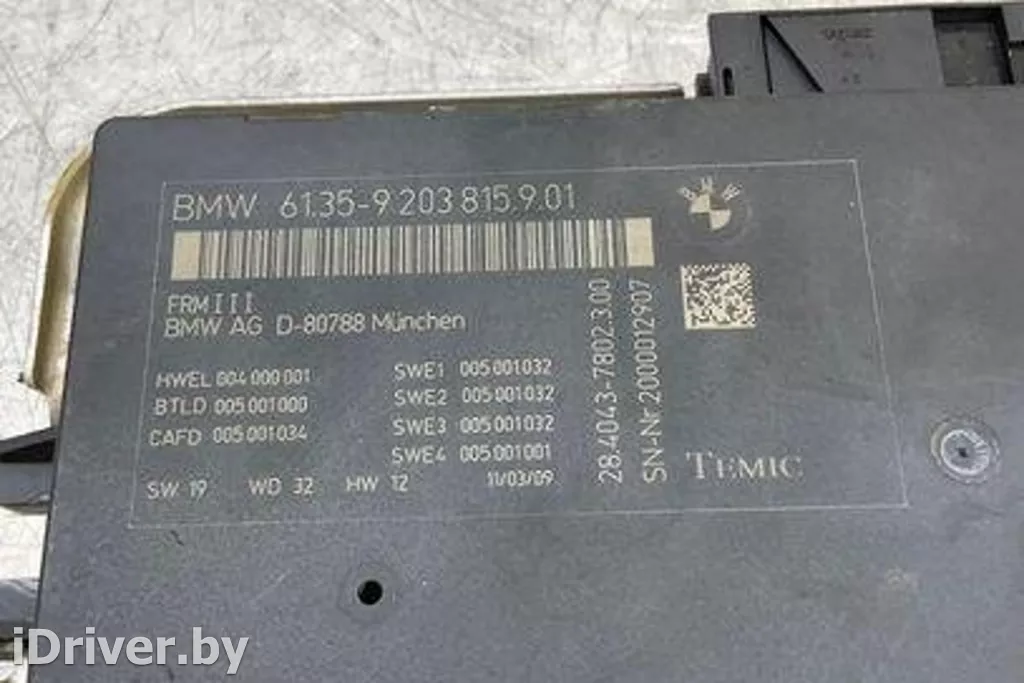 BMW 61.35-9 203 815.9.01
BMW
FRM III
BMW AG D-80788 München
HWEL 004 000 001
BTLD 005 001 000
CAFD 005 001 034
SWE1 005 001 032
SWE2 005 001 032
SWE3 005 001 032
SWE4 005 001 001
SW 19 WD 32 HW 12 11/03/09
28.4043-7802.3.00
SN-Nr.2000012907
TEMIC
iDriver.by